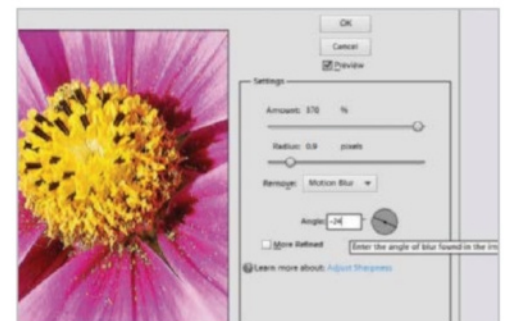 OK
Cancel
Preview
Settings
Amount: 370 %
Radius: 0.9 pixels
Remove: Motion Blur
Angle: -24 °
More Refined
Enter the angle of blur found in the im
Learn more about: Adjust Sharpness